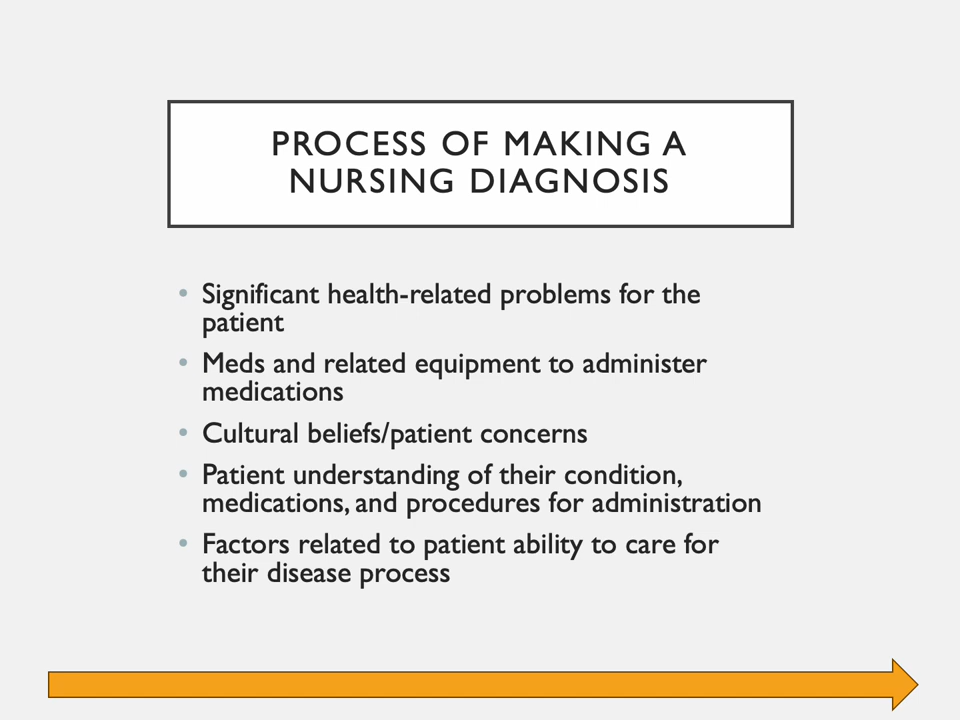 PROCESS OF MAKING A
NURSING DIAGNOSIS
• Significant health-related problems for the
patient
• Meds and related equipment to administer
medications
• Cultural beliefs/patient concerns
• Patient understanding of their condition,
medications, and procedures for administration
• Factors related to patient ability to care for
their disease process